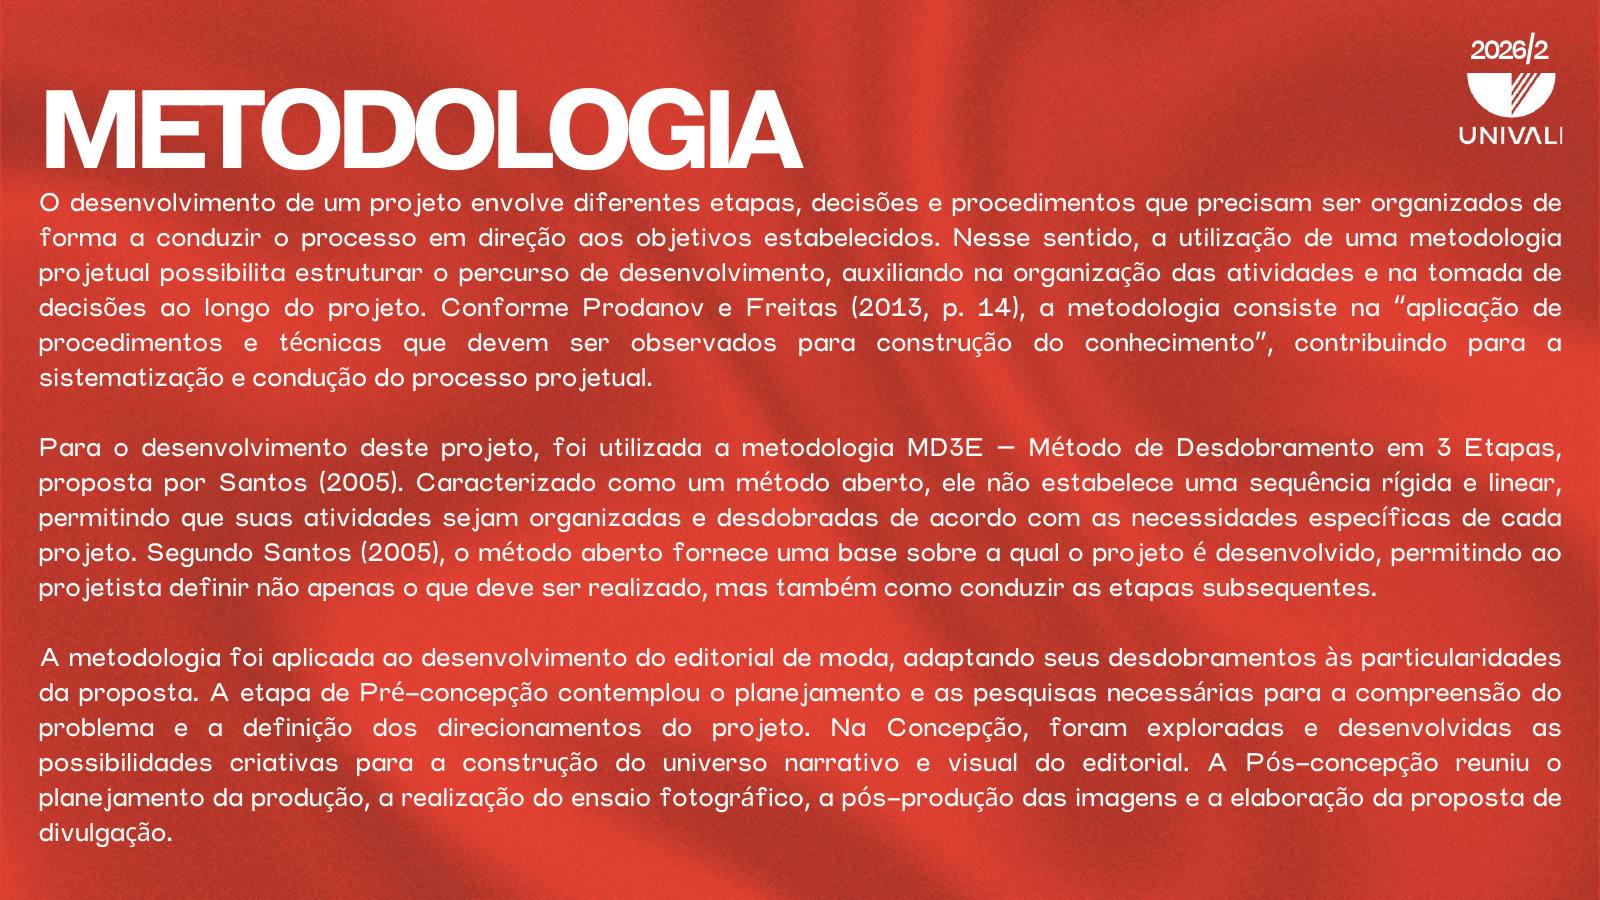 2026/2
UNIVALI
METODOLOGIA
O desenvolvimento de um projeto envolve diferentes etapas, decisões e procedimentos que precisam ser organizados de
forma a conduzir o processo em direção aos objetivos estabelecidos. Nesse sentido, a utilização de uma metodologia
projetual possibilita estruturar o percurso de desenvolvimento, auxiliando na organização das atividades e na tomada de
decisões ao longo do projeto. Conforme Prodanov e Freitas (2013, p. 14), a metodologia consiste na “aplicação de
procedimentos e técnicas que devem ser observados para construção do conhecimento”, contribuindo para a
sistematização e condução do processo projetual.
Para o desenvolvimento deste projeto, foi utilizada a metodologia MD3E – Método de Desdobramento em 3 Etapas,
proposta por Santos (2005). Caracterizado como um método aberto, ele não estabelece uma sequência rígida e linear,
permitindo que suas atividades sejam organizadas e desdobradas de acordo com as necessidades específicas de cada
projeto. Segundo Santos (2005), o método aberto fornece uma base sobre a qual o projeto é desenvolvido, permitindo ao
projetista definir não apenas o que deve ser realizado, mas também como conduzir as etapas subsequentes.
A metodologia foi aplicada ao desenvolvimento do editorial de moda, adaptando seus desdobramentos às particularidades
da proposta. A etapa de Pré-concepção contemplou o planejamento e as pesquisas necessárias para a compreensão do
problema e a definição dos direcionamentos do projeto. Na Concepção, foram exploradas e desenvolvidas as
possibilidades criativas para a construção do universo narrativo e visual do editorial. A Pós-concepção reuniu o
planejamento da produção, a realização do ensaio fotográfico, a pós-produção das imagens e a elaboração da proposta de
divulgação.